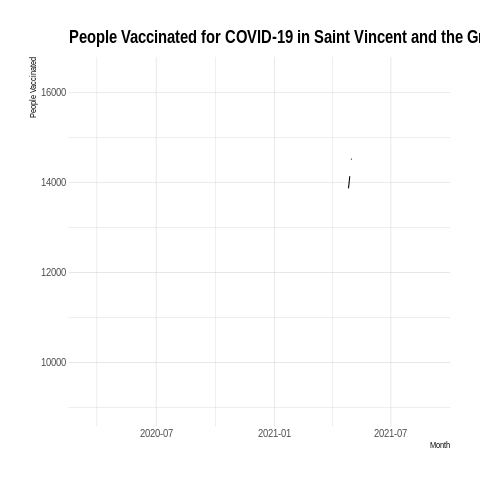 People Vaccinated for COVID-19 in Saint Vincent and the Gr
People Vaccinated
16000
14000
12000
10000
2020-07
2021-01
2021-07
Month